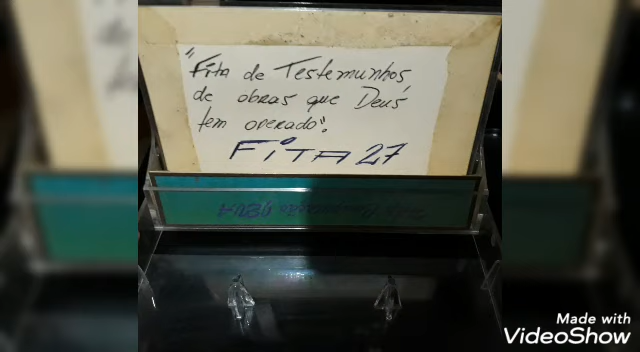 "Fita de Testemunhos,
de obras que Deus
tem operado".
FITA 27
Made with
VideoShow